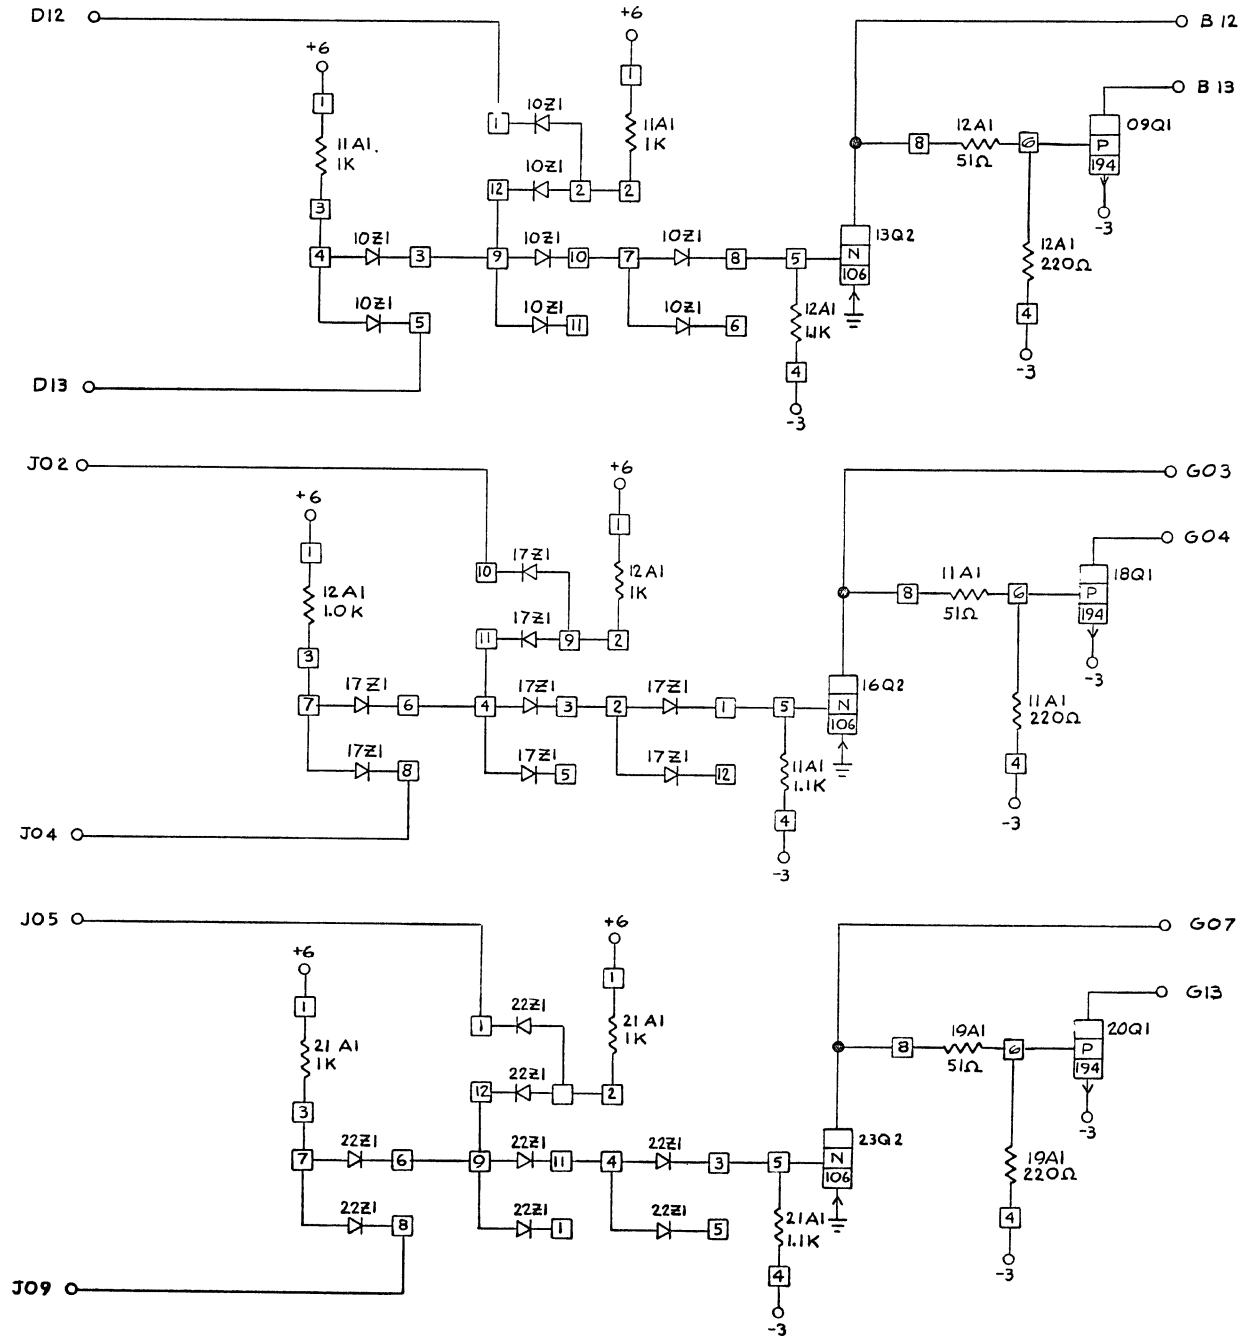 D12
B12
+6
+6
B13
1
1
10Z1
1
11A1
1K
12A1
51Ω
8
6
09Q1
P
194
11A1.
1K
12
10Z1
2
2
-3
3
13Q2
N
106
4
10Z1
3
9
10Z1
10
7
10Z1
8
5
12A1
220Ω
10Z1
5
10Z1
11
10Z1
6
12A1
1.1K
4
4
-3
D13
-3
J02
G03
+6
+6
G04
1
1
10
17Z1
12A1
1K
11A1
51Ω
8
6
18Q1
P
194
12A1
1.0K
11
17Z1
9
2
-3
3
16Q2
N
106
7
17Z1
6
4
17Z1
3
2
17Z1
1
5
11A1
220Ω
17Z1
8
17Z1
5
17Z1
12
11A1
1.1K
4
4
-3
J04
-3
J05
G07
+6
+6
G13
1
1
1
22Z1
21A1
1K
19A1
51Ω
8
6
20Q1
P
194
21A1
1K
12
22Z1
2
-3
3
23Q2
N
106
7
22Z1
6
9
22Z1
11
4
22Z1
3
5
19A1
220Ω
22Z1
8
22Z1
1
22Z1
5
21A1
1.1K
4
4
-3
J09
-3